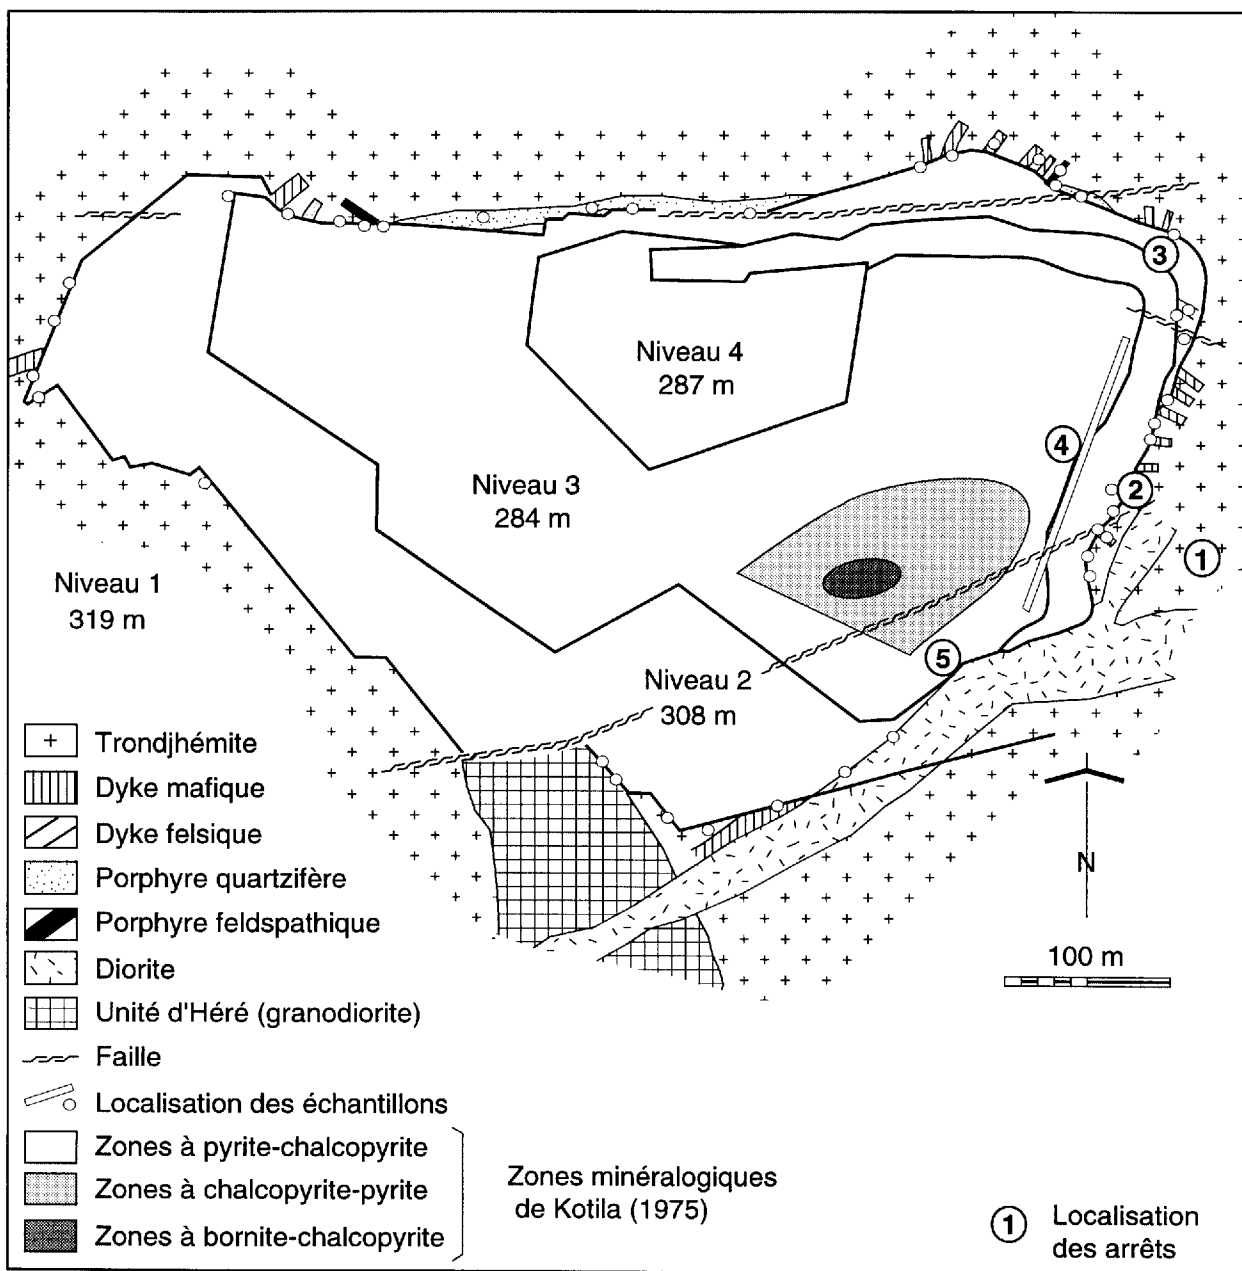 3
Niveau 4
287 m
4
Niveau 3
284 m
2
1
Niveau 1
319 m
5
Niveau 2
308 m
Trondjhémite
Dyke mafique
Dyke felsique
N
Porphyre quartzifère
Porphyre feldspathique
100 m
Diorite
Unité d'Héré (granodiorite)
Faille
Localisation des échantillons
Zones à pyrite-chalcopyrite
Zones à chalcopyrite-pyrite
Zones à bornite-chalcopyrite
Zones minéralogiques
de Kotila (1975)
1 Localisation
des arrêts